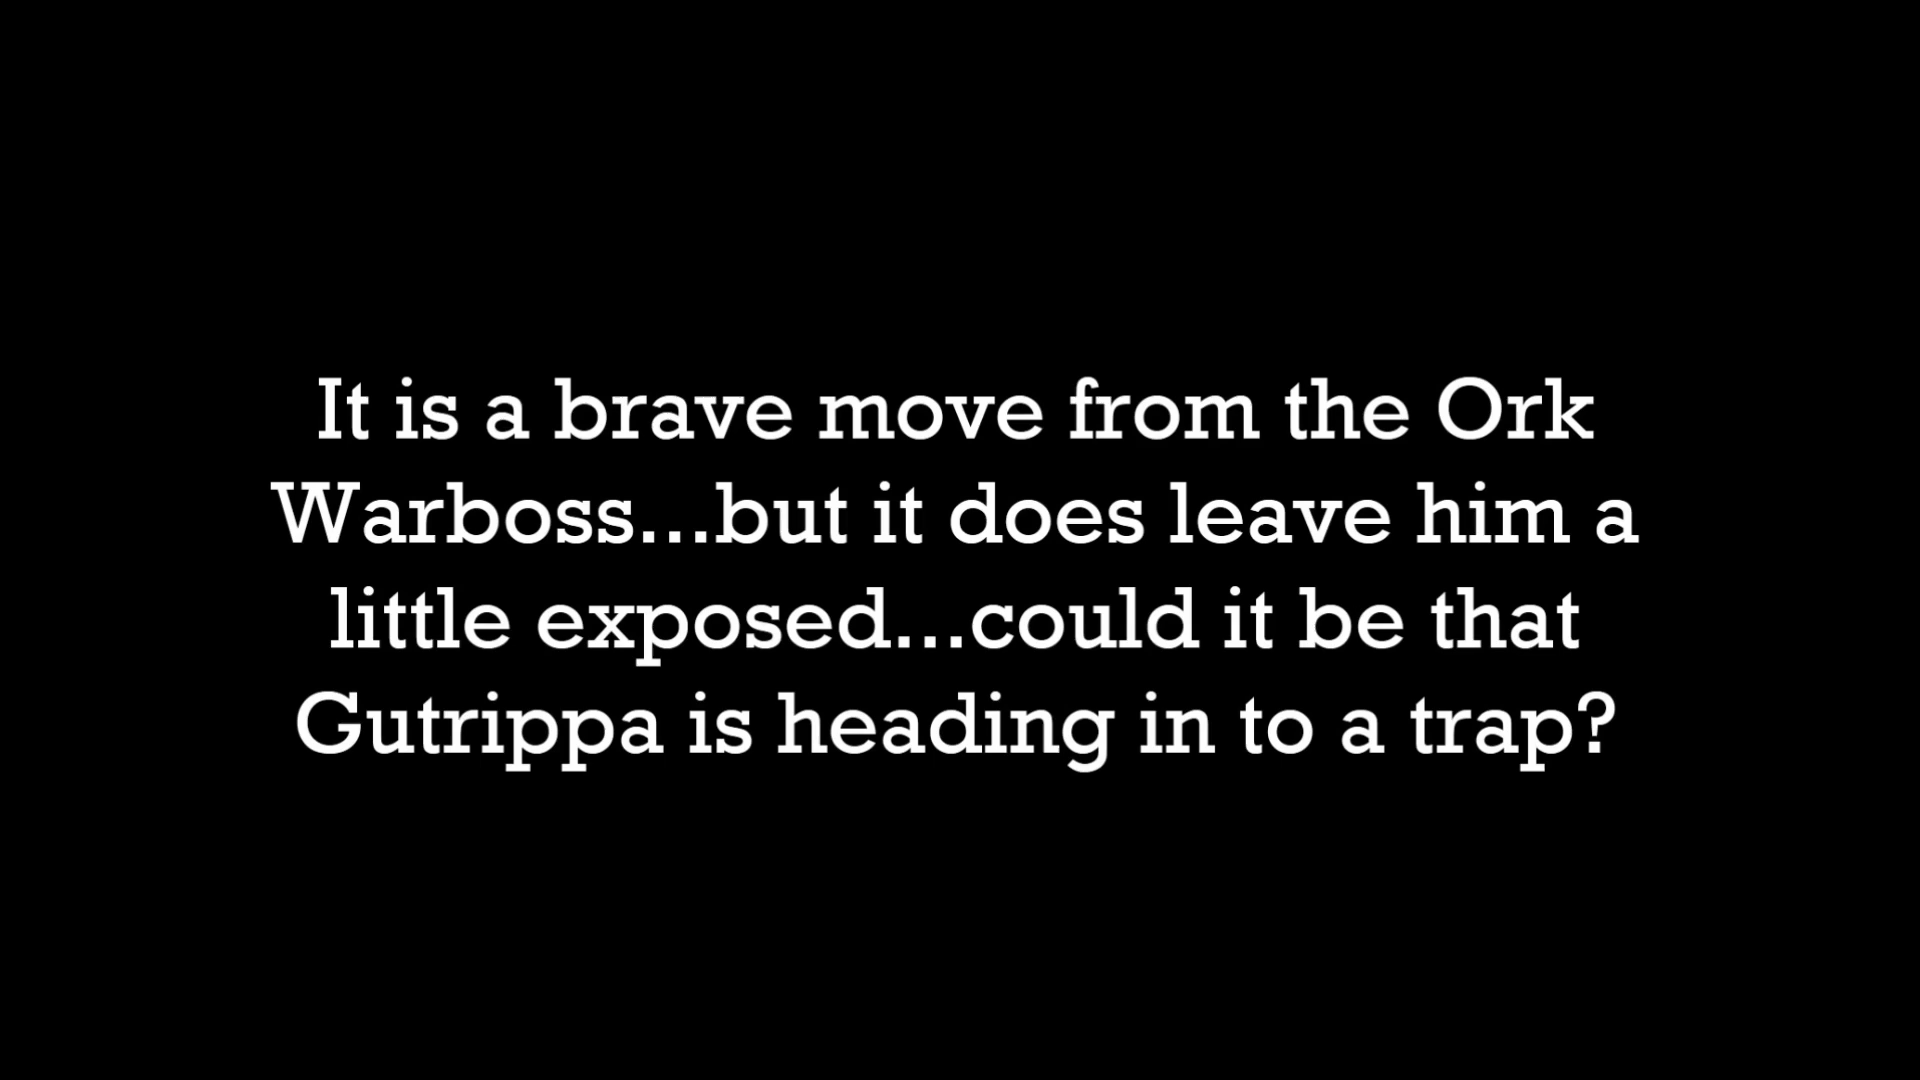 It is a brave move from the Ork
Warboss...but it does leave him a
little exposed...could it be that
Gutrippa is heading in to a trap?